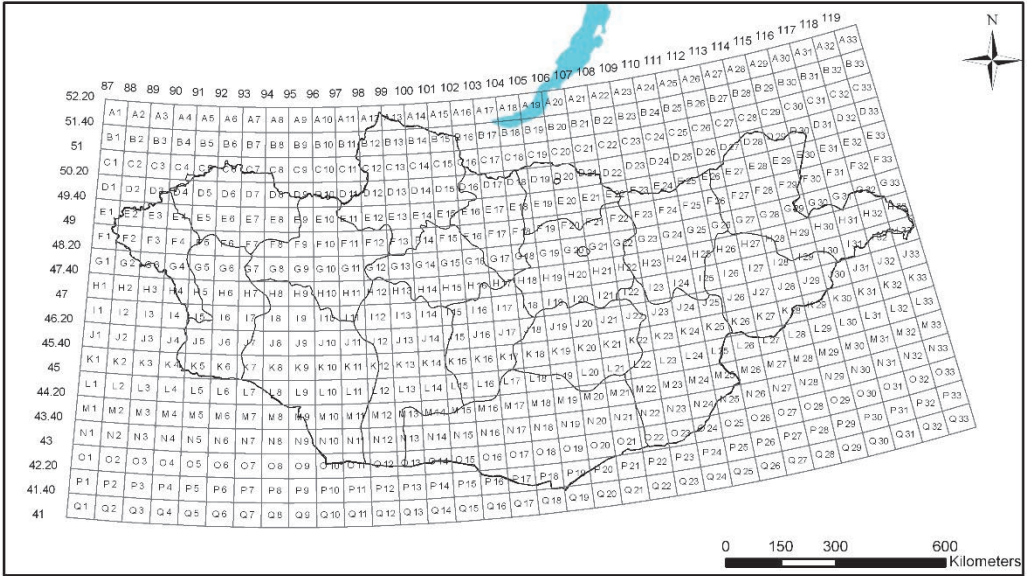 87 88 89 90 91 92 93 94 95 96 97 98 99 100 101 102 103 104 105 106 107 108 109 110 111 112 113 114 115 116 117 118 119
N
52.20
A1 A2 A3 A4 A5 A6 A7 A8 A9 A10 A11 A12 A13 A14 A15 A16 A17 A18 A19 A20 A21 A22 A23 A24 A25 A26 A27 A28 A29 A30 A31 A32 A33
51.40
B1 B2 B3 B4 B5 B6 B7 B8 B9 B10 B11 B12 B13 B14 B15 B16 B17 B18 B19 B20 B21 B22 B23 B24 B25 B26 B27 B28 B29 B30 B31 B32 B33
51
C1 C2 C3 C4 C5 C6 C7 C8 C9 C10 C11 C12 C13 C14 C15 C16 C17 C18 C19 C20 C21 C22 C23 C24 C25 C26 C27 C28 C29 C30 C31 C32 C33
50.20
D1 D2 D3 D4 D5 D6 D7 D8 D9 D10 D11 D12 D13 D14 D15 D16 D17 D18 D19 D20 D21 D22 D23 D24 D25 D26 D27 D28 D29 D30 D31 D32 D33
49.40
E1 E2 E3 E4 E5 E6 E7 E8 E9 E10 E11 E12 E13 E14 E15 E16 E17 E18 E19 E20 E21 E22 E23 E24 E25 E26 E27 E28 E29 E30 E31 E32 E33
49
F1 F2 F3 F4 F5 F6 F7 F8 F9 F10 F11 F12 F13 F14 F15 F16 F17 F18 F19 F20 F21 F22 F23 F24 F25 F26 F27 F28 F29 F30 F31 F32 F33
48.20
G1 G2 G3 G4 G5 G6 G7 G8 G9 G10 G11 G12 G13 G14 G15 G16 G17 G18 G19 G20 G21 G22 G23 G24 G25 G26 G27 G28 G29 G30 G31 G32 G33
47.40
H1 H2 H3 H4 H5 H6 H7 H8 H9 H10 H11 H12 H13 H14 H15 H16 H17 H18 H19 H20 H21 H22 H23 H24 H25 H26 H27 H28 H29 H30 H31 H32 H33
47
I1 I2 I3 I4 I5 I6 I7 I8 I9 I10 I11 I12 I13 I14 I15 I16 I17 I18 I19 I20 I21 I22 I23 I24 I25 I26 I27 I28 I29 I30 I31 I32 I33
46.20
J1 J2 J3 J4 J5 J6 J7 J8 J9 J10 J11 J12 J13 J14 J15 J16 J17 J18 J19 J20 J21 J22 J23 J24 J25 J26 J27 J28 J29 J30 J31 J32 J33
45.40
K1 K2 K3 K4 K5 K6 K7 K8 K9 K10 K11 K12 K13 K14 K15 K16 K17 K18 K19 K20 K21 K22 K23 K24 K25 K26 K27 K28 K29 K30 K31 K32 K33
45
L1 L2 L3 L4 L5 L6 L7 L8 L9 L10 L11 L12 L13 L14 L15 L16 L17 L18 L19 L20 L21 L22 L23 L24 L25 L26 L27 L28 L29 L30 L31 L32 L33
44.20
M1 M2 M3 M4 M5 M6 M7 M8 M9 M10 M11 M12 M13 M14 M15 M16 M17 M18 M19 M20 M21 M22 M23 M24 M25 M26 M27 M28 M29 M30 M31 M32 M33
43.40
N1 N2 N3 N4 N5 N6 N7 N8 N9 N10 N11 N12 N13 N14 N15 N16 N17 N18 N19 N20 N21 N22 N23 N24 N25 N26 N27 N28 N29 N30 N31 N32 N33
43
O1 O2 O3 O4 O5 O6 O7 O8 O9 O10 O11 O12 O13 O14 O15 O16 O17 O18 O19 O20 O21 O22 O23 O24 O25 O26 O27 O28 O29 O30 O31 O32 O33
42.20
P1 P2 P3 P4 P5 P6 P7 P8 P9 P10 P11 P12 P13 P14 P15 P16 P17 P18 P19 P20 P21 P22 P23 P24 P25 P26 P27 P28 P29 P30 P31 P32 P33
41.40
Q1 Q2 Q3 Q4 Q5 Q6 Q7 Q8 Q9 Q10 Q11 Q12 Q13 Q14 Q15 Q16 Q17 Q18 Q19 Q20 Q21 Q22 Q23 Q24 Q25 Q26 Q27 Q28 Q29 Q30 Q31 Q32 Q33
41
0 150 300 600
Kilometers